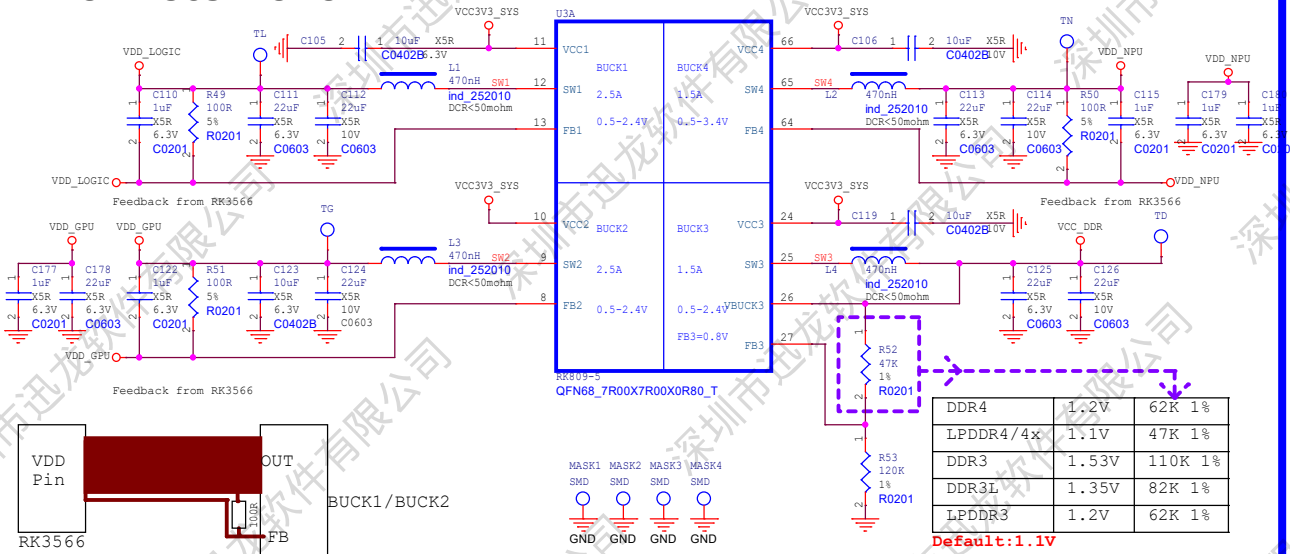 U3A
VCC3V3_SYS
VCC3V3_SYS
TL
C105 2 1 10uF X5R
C0402B 6.3V
11
VCC1
VCC4
66
C106 1 2 10uF X5R
C0402B 10V
TN
VDD_LOGIC
VDD_NPU
VDD_NPU
BUCK1
BUCK4
L1
470nH
ind_252010
DCR<50mohm
SW1
12
SW1
2.5A
1.5A
SW4
65
SW4
L2
470nH
ind_252010
DCR<50mohm
C110
1uF
X5R
6.3V
C0201
R49
100R
5%
R0201
C111
22uF
X5R
6.3V
C0603
C112
22uF
X5R
10V
C0603
C113
22uF
X5R
6.3V
C0603
C114
22uF
X5R
10V
C0603
R50
100R
5%
R0201
C115
1uF
X5R
6.3V
C0201
C179
1uF
X5R
6.3V
C0201
1uF
X5R
13
FB1
0.5-2.4V
0.5-3.4V
FB4
64
VDD_LOGIC
Feedback from RK3566
VDD_NPU
Feedback from RK3566
VCC3V3_SYS
VCC3V3_SYS
TG
10
VCC2
VCC3
24
C119 1 2 10uF X5R
C0402B 10V
VCC_DDR
TD
VDD_GPU
VDD_GPU
BUCK2
BUCK3
L3
470nH
ind_252010
DCR<50mohm
SW2
9
SW2
2.5A
1.5A
SW3
25
SW3
L4
470nH
ind_252010
DCR<50mohm
C177
1uF
X5R
6.3V
C0201
C178
22uF
X5R
6.3V
C0603
C122
1uF
X5R
6.3V
C0201
R51
100R
5%
R0201
C123
10uF
X5R
6.3V
C0402B
C124
22uF
X5R
10V
C0603
C125
22uF
X5R
6.3V
C0603
C126
22uF
X5R
10V
C0603
8
FB2
0.5-2.4V
0.5-2.4V
VBUCK3
26
FB3=0.8V
FB3
27
VDD_GPU
Feedback from RK3566
RK809-5
QFN68_7R00X7R00X0R80_T
R52
47K
1%
R0201
R53
120K
1%
R0201
DDR4 1.2V 62K 1%
LPDDR4/4x 1.1V 47K 1%
DDR3 1.53V 110K 1%
DDR3L 1.35V 82K 1%
LPDDR3 1.2V 62K 1%
Default:1.1V
MASK1 MASK2 MASK3 MASK4
SMD SMD SMD SMD
GND GND GND GND
VDD
Pin
OUT
100R
BUCK1/BUCK2
FB
RK3566
深圳市迅龙软件有限公司